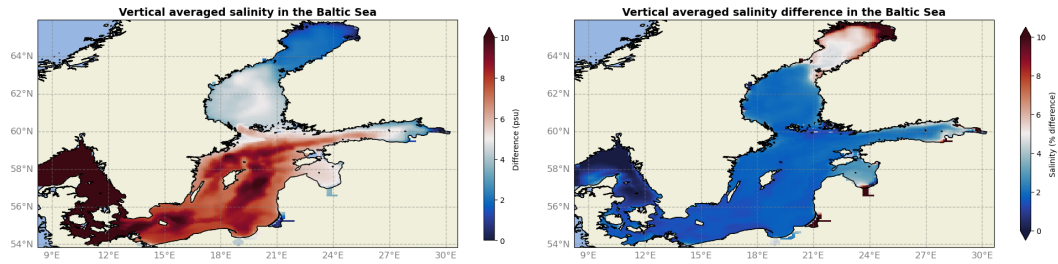 Vertical averaged salinity in the Baltic Sea
64°N
62°N
60°N
58°N
56°N
54°N
9°E 12°E 15°E 18°E 21°E 24°E 27°E 30°E
10
8
6
4
2
0
Difference (psu)
Vertical averaged salinity difference in the Baltic Sea
64°N
62°N
60°N
58°N
56°N
54°N
9°E 12°E 15°E 18°E 21°E 24°E 27°E 30°E
10
8
6
4
2
0
Salinity (% difference)